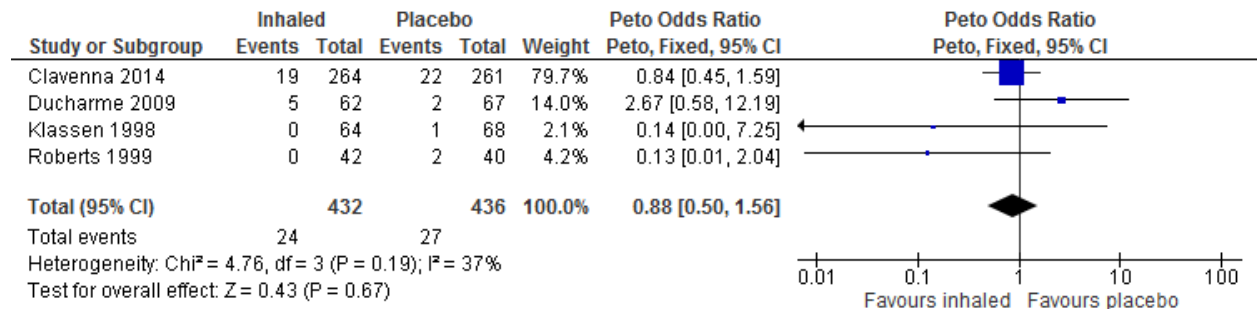 Inhaled Placebo Peto Odds Ratio Peto Odds Ratio
Study or Subgroup Events Total Events Total Weight Peto, Fixed, 95% CI Peto, Fixed, 95% CI
Clavenna 2014 19 264 22 261 79.7% 0.84 [0.45, 1.59]
Ducharme 2009 5 62 2 67 14.0% 2.67 [0.58, 12.19]
Klassen 1998 0 64 1 68 2.1% 0.14 [0.00, 7.25]
Roberts 1999 0 42 2 40 4.2% 0.13 [0.01, 2.04]
Total (95% CI) 432 436 100.0% 0.88 [0.50, 1.56]
Total events 24 27
Heterogeneity: Chi² = 4.76, df = 3 (P = 0.19); I² = 37%
Test for overall effect: Z = 0.43 (P = 0.67)
0.01 0.1 1 10 100
Favours inhaled Favours placebo